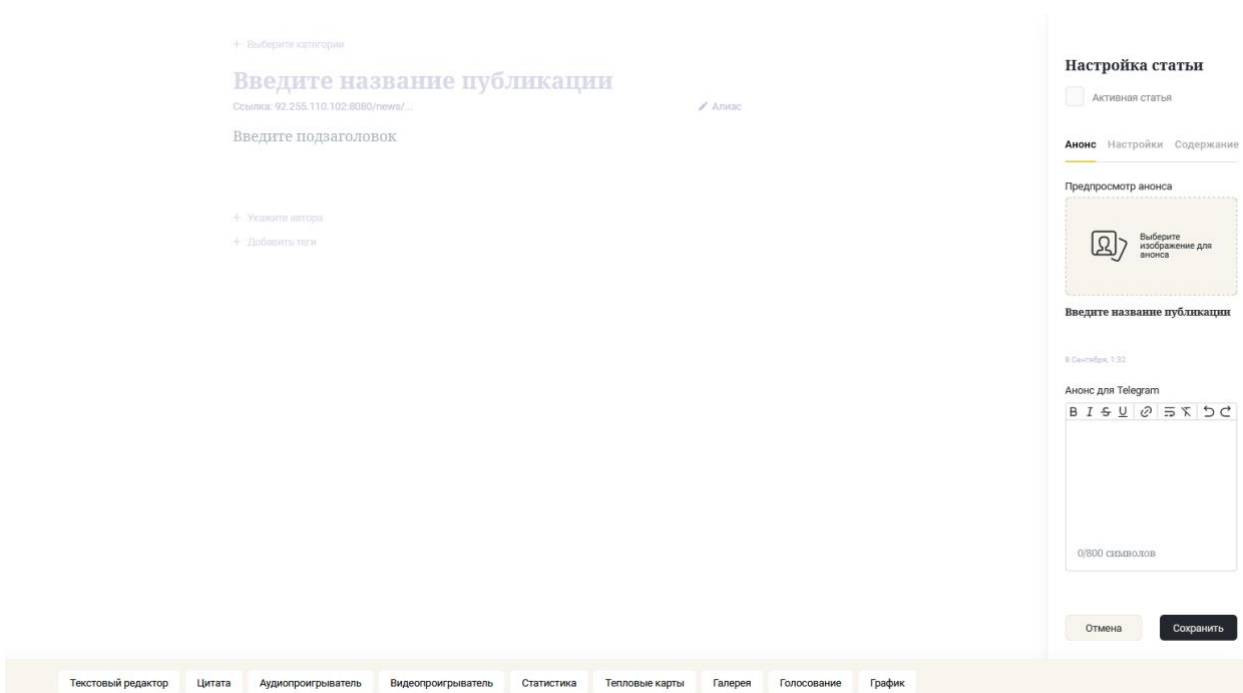 + Выберите категории
Введите название публикации
Ссылка: 92.255.110.102:8080/news/...
Алиас
Введите подзаголовок
+ Укажите автора
+ Добавить теги
Настройка статьи
Активная статья
Анонс Настройки Содержание
Предпросмотр анонса
Выберите
изображение для
анонса
Введите название публикации
8 Сентября, 1:32
Анонс для Telegram
B I S U
0/800 символов
Отмена Сохранить
Текстовый редактор Цитата Аудиопроигрыватель Видеопроигрыватель Статистика Тепловые карты Галерея Голосование График